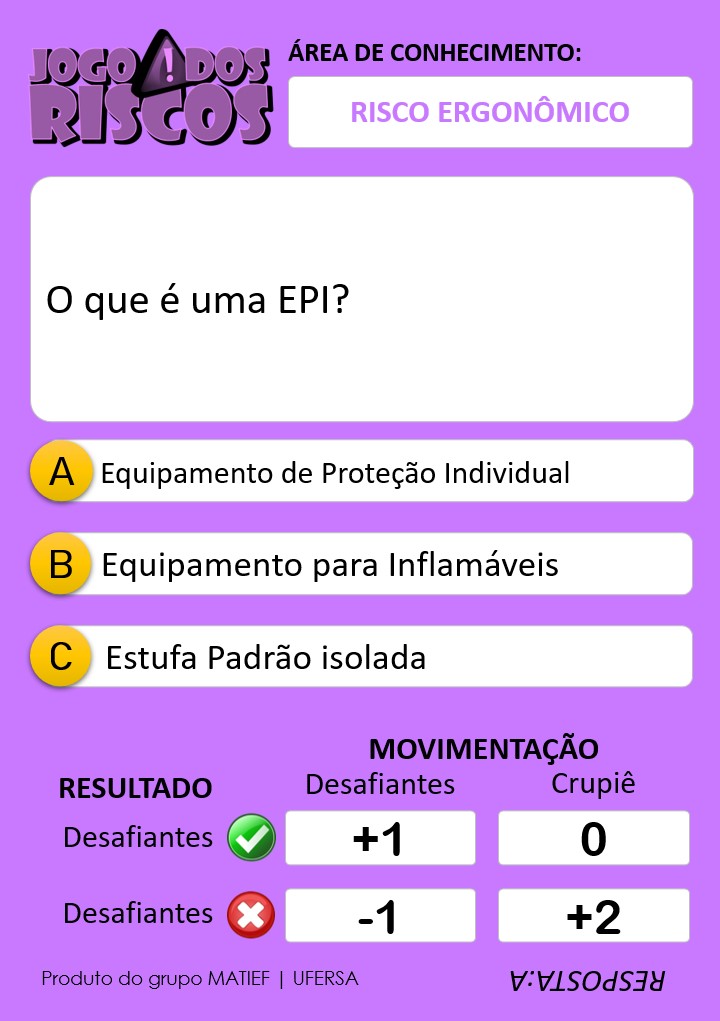 JOGO DOS
RISCOS
ÁREA DE CONHECIMENTO:
RISCO ERGONÔMICO
O que é uma EPI?
A Equipamento de Proteção Individual
B Equipamento para Inflamáveis
C Estufa Padrão isolada
MOVIMENTAÇÃO
RESULTADO Desafiantes Crupiê
Desafiantes +1 0
Desafiantes -1 +2
Produto do grupo MATIEF | UFERSA
RESPOSTA:A